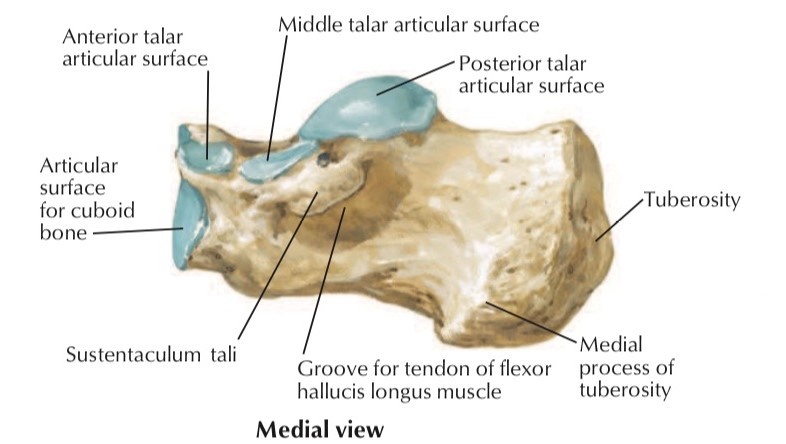 Middle talar articular surface
Anterior talar
articular surface
Posterior talar
articular surface
Articular
surface
for cuboid
bone
Tuberosity
Sustentaculum tali
Groove for tendon of flexor
hallucis longus muscle
Medial
process of
tuberosity
Medial view